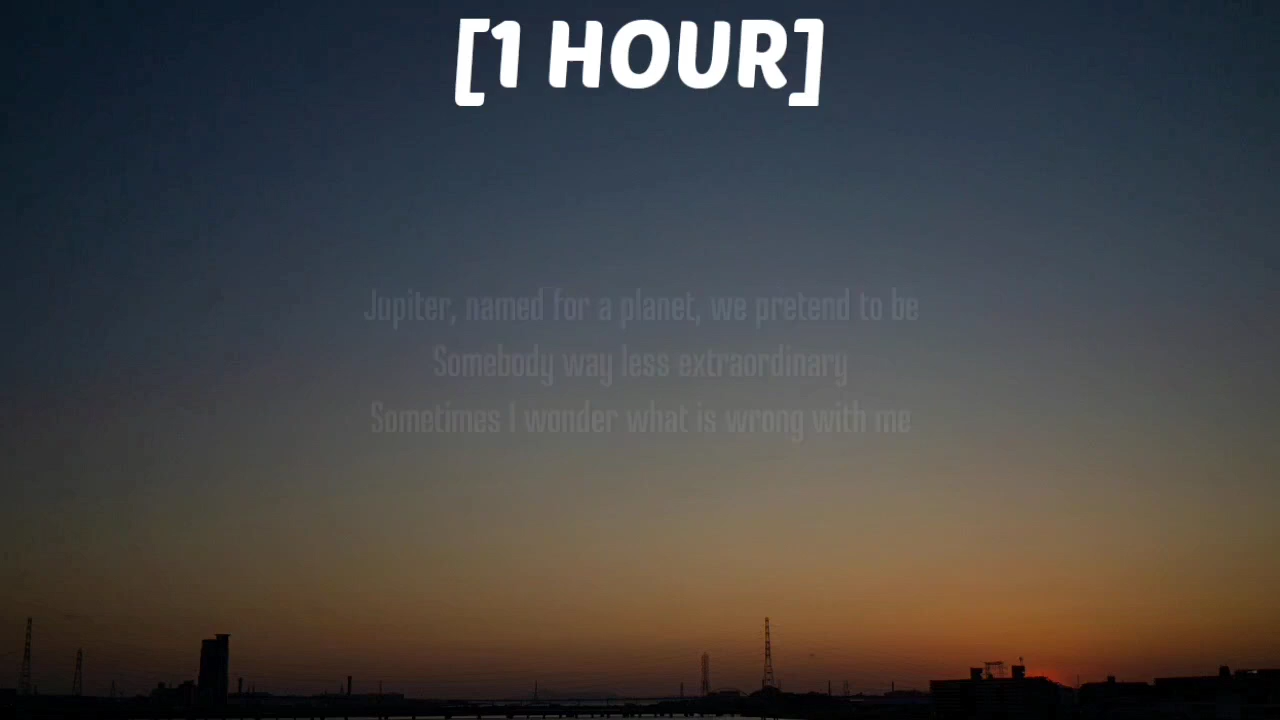 [1 HOUR]
Jupiter, named for a planet, we pretend to be
Somebody way less extraordinary
Sometimes I wonder what is wrong with me